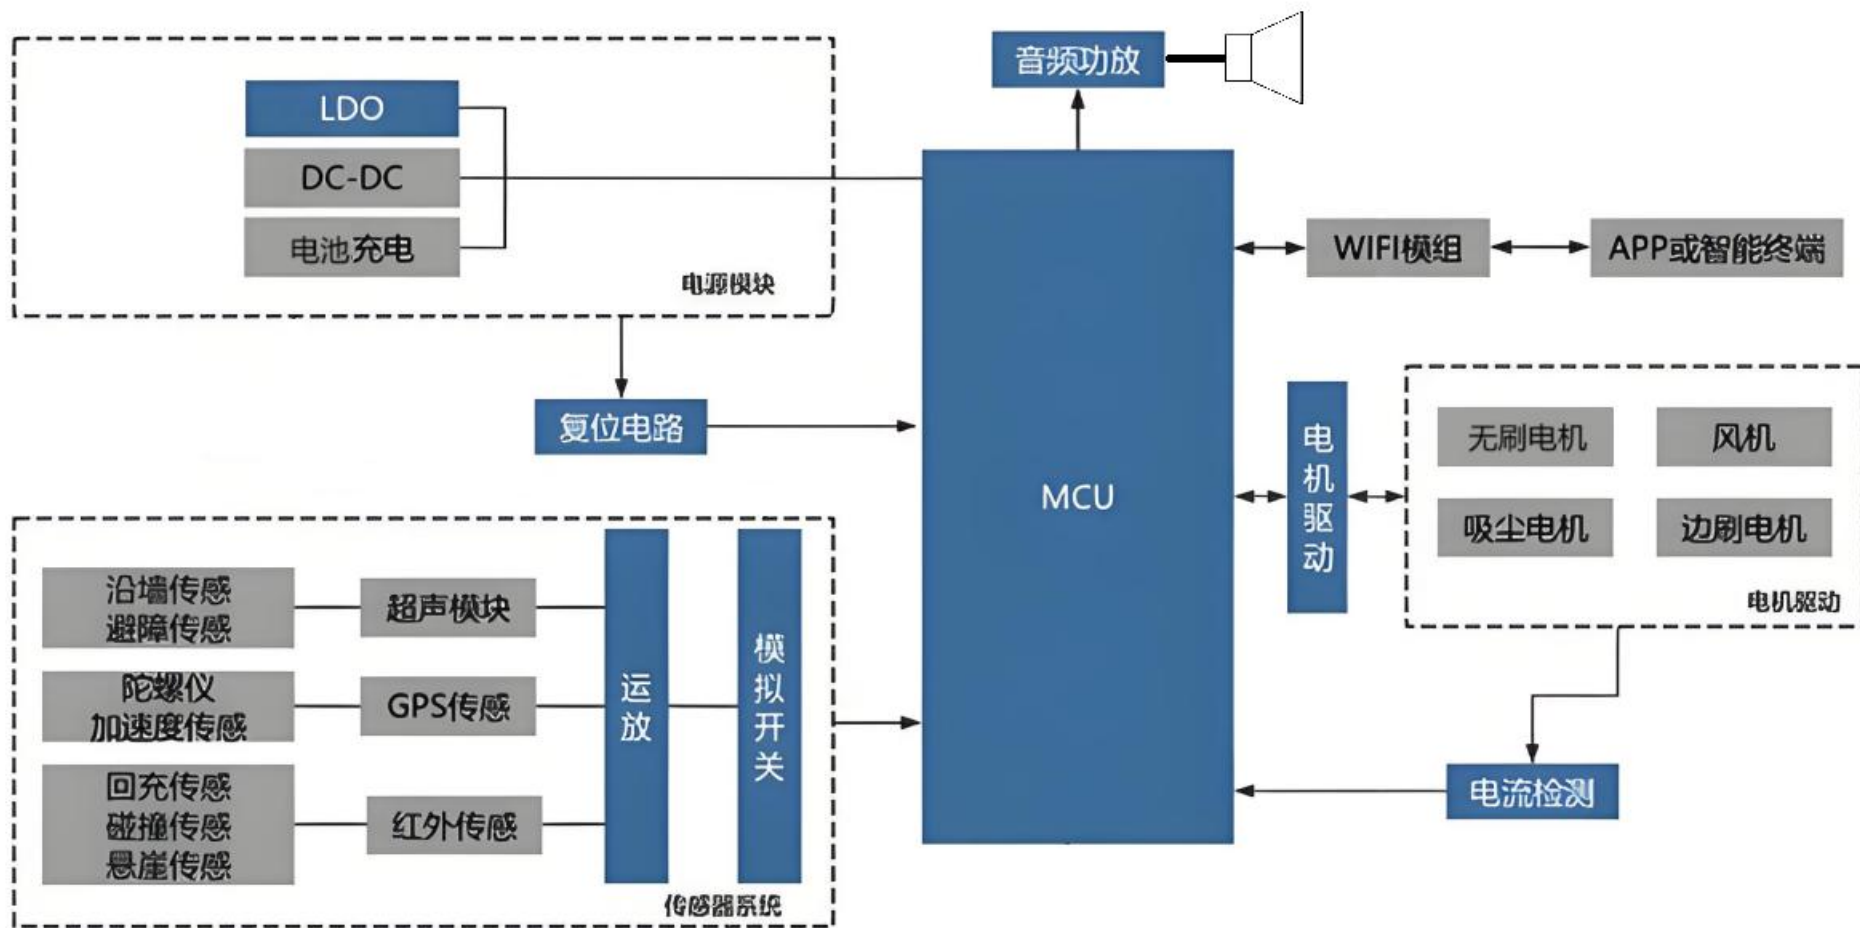 音频功放
LDO
DC-DC
电池充电
电源模块
WIFI模组
APP或智能终端
复位电路
MCU
电机驱动
无刷电机
风机
吸尘电机
边刷电机
电机驱动
沿墙传感
避障传感
超声模块
陀螺仪
加速度传感
GPS传感
回充传感
碰撞传感
悬崖传感
红外传感
运放
模拟开关
传感器系统
电流检测